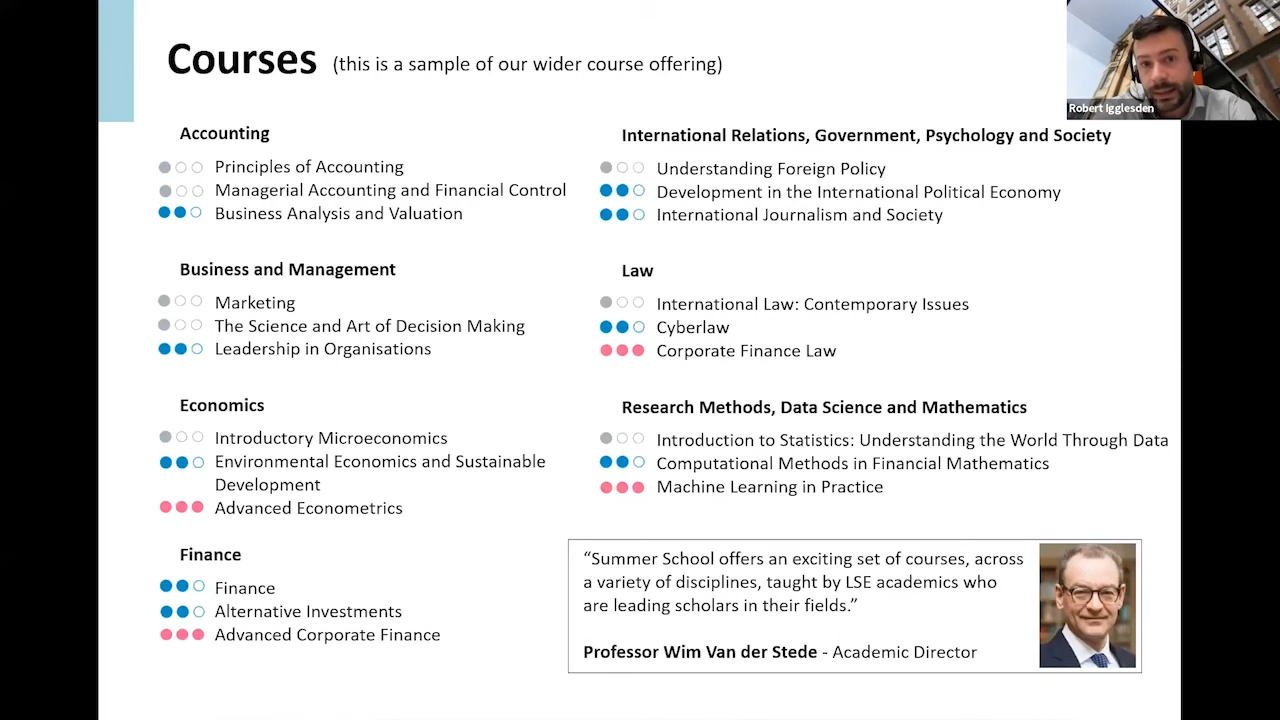 Courses (this is a sample of our wider course offering)
Robert Igglesden
Accounting
Principles of Accounting
Managerial Accounting and Financial Control
Business Analysis and Valuation
Business and Management
Marketing
The Science and Art of Decision Making
Leadership in Organisations
Economics
Introductory Microeconomics
Environmental Economics and Sustainable
Development
Advanced Econometrics
Finance
Finance
Alternative Investments
Advanced Corporate Finance
International Relations, Government, Psychology and Society
Understanding Foreign Policy
Development in the International Political Economy
International Journalism and Society
Law
International Law: Contemporary Issues
Cyberlaw
Corporate Finance Law
Research Methods, Data Science and Mathematics
Introduction to Statistics: Understanding the World Through Data
Computational Methods in Financial Mathematics
Machine Learning in Practice
“Summer School offers an exciting set of courses, across
a variety of disciplines, taught by LSE academics who
are leading scholars in their fields.”
Professor Wim Van der Stede - Academic Director